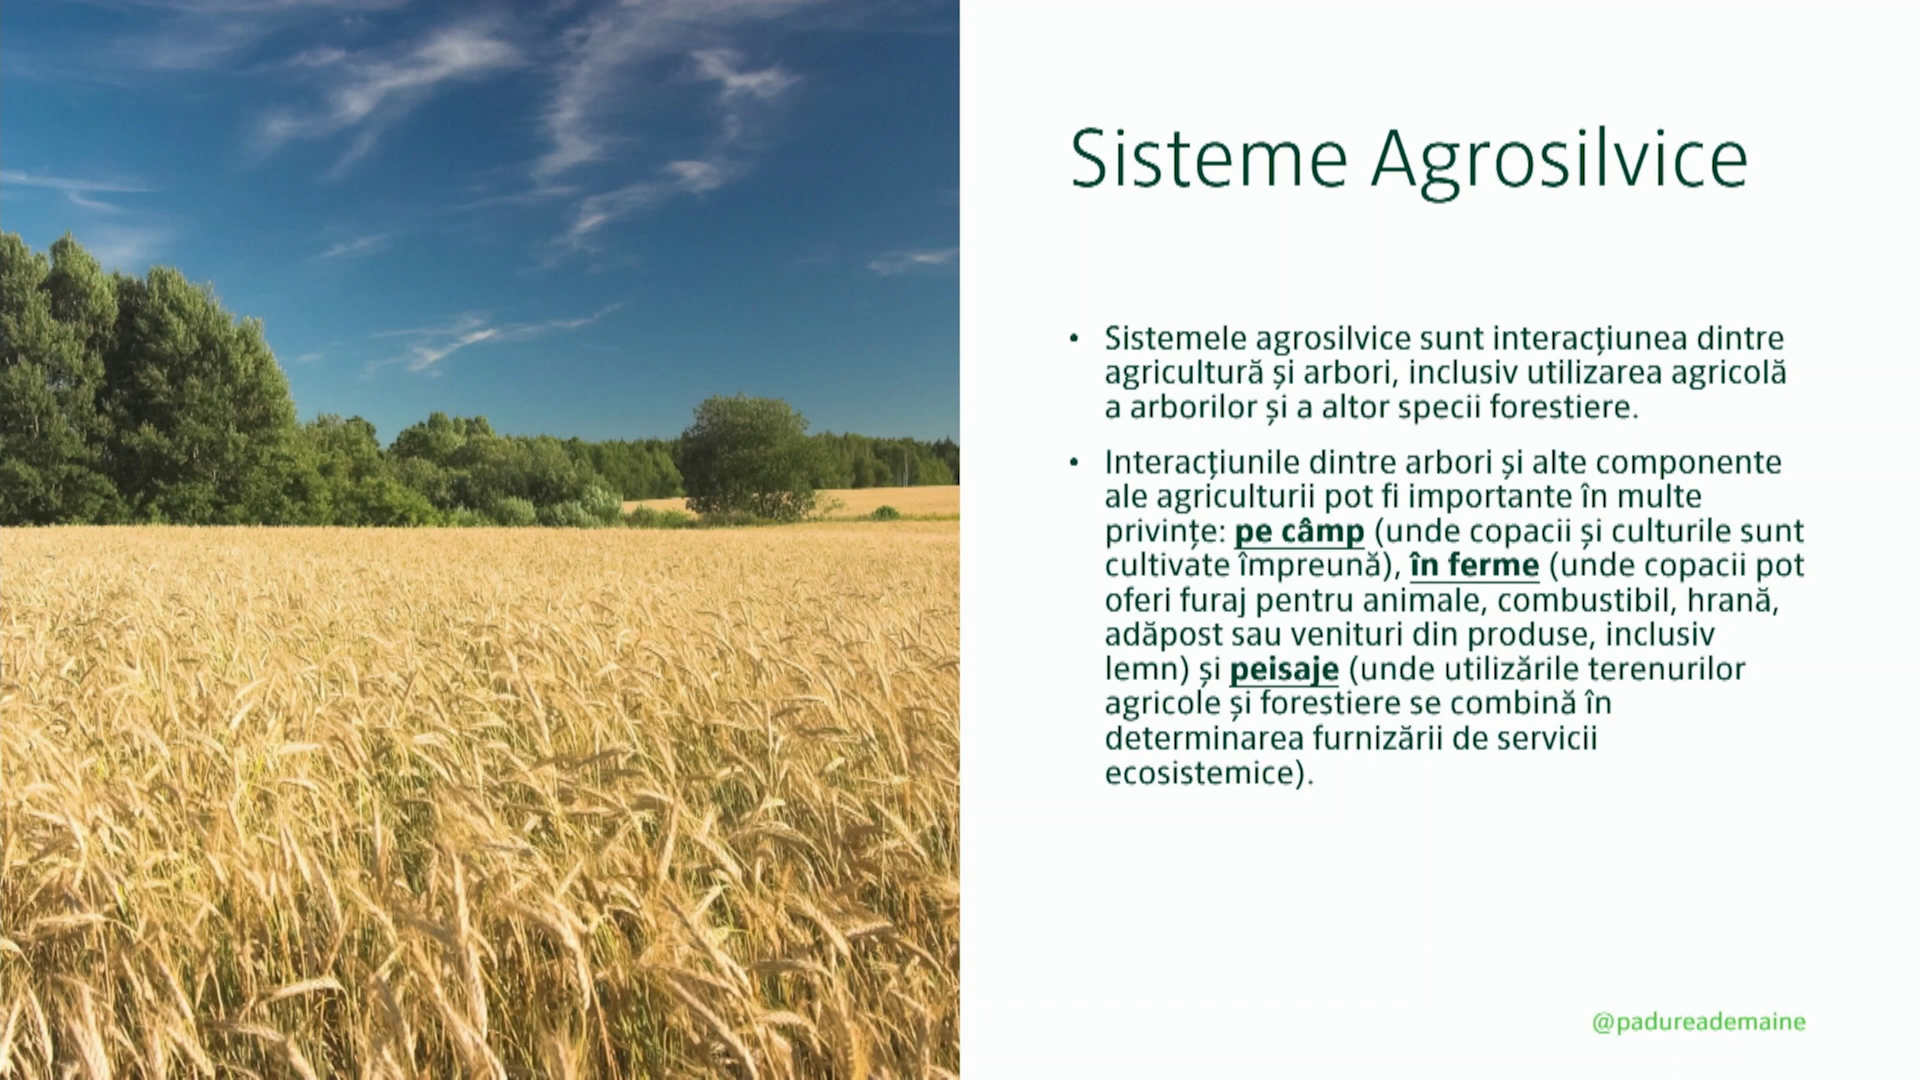 Sisteme Agrosilvice
• Sistemele agrosilvice sunt interacțiunea dintre
agricultură și arbori, inclusiv utilizarea agricolă
a arborilor și a altor specii forestiere.
• Interacțiunile dintre arbori și alte componente
ale agriculturii pot fi importante în multe
privințe: pe câmp (unde copacii și culturile sunt
cultivate împreună), în ferme (unde copacii pot
oferi furaj pentru animale, combustibil, hrană,
adăpost sau venituri din produse, inclusiv
lemn) și peisaje (unde utilizările terenurilor
agricole și forestiere se combină în
determinarea furnizării de servicii
ecosistemice).
@padureademaine